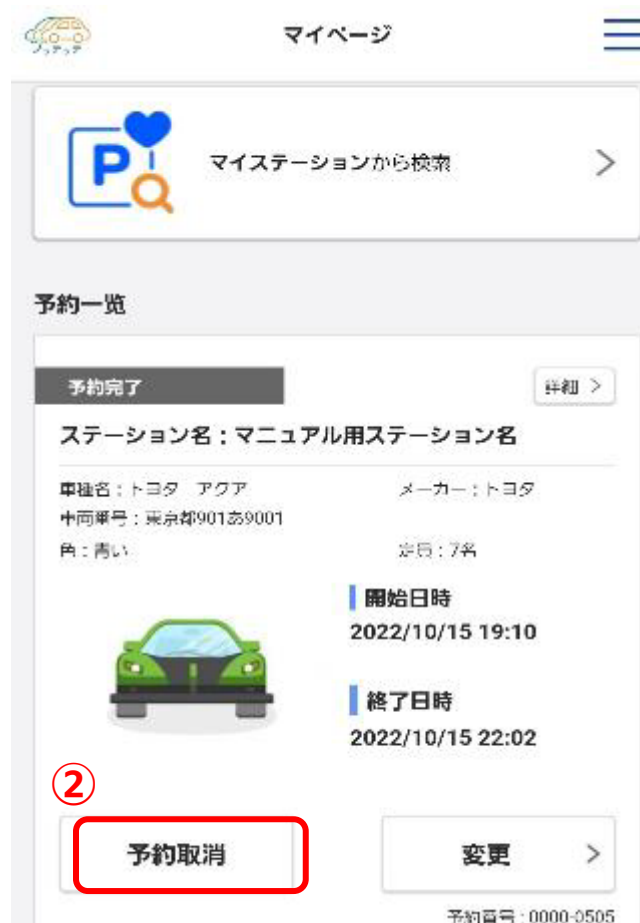 ノッテッテ
マイページ
P
マイステーションから検索
予約一覧
予約完了
詳細
ステーション名：マニュアル用ステーション名
車種名：トヨタ　アクア
メーカー：トヨタ
車両番号：東京都901あ9001
色：青い
定員：7名
開始日時
2022/10/15 19:10
終了日時
2022/10/15 22:02
②
予約取消
変更
予約番号：0000-0505